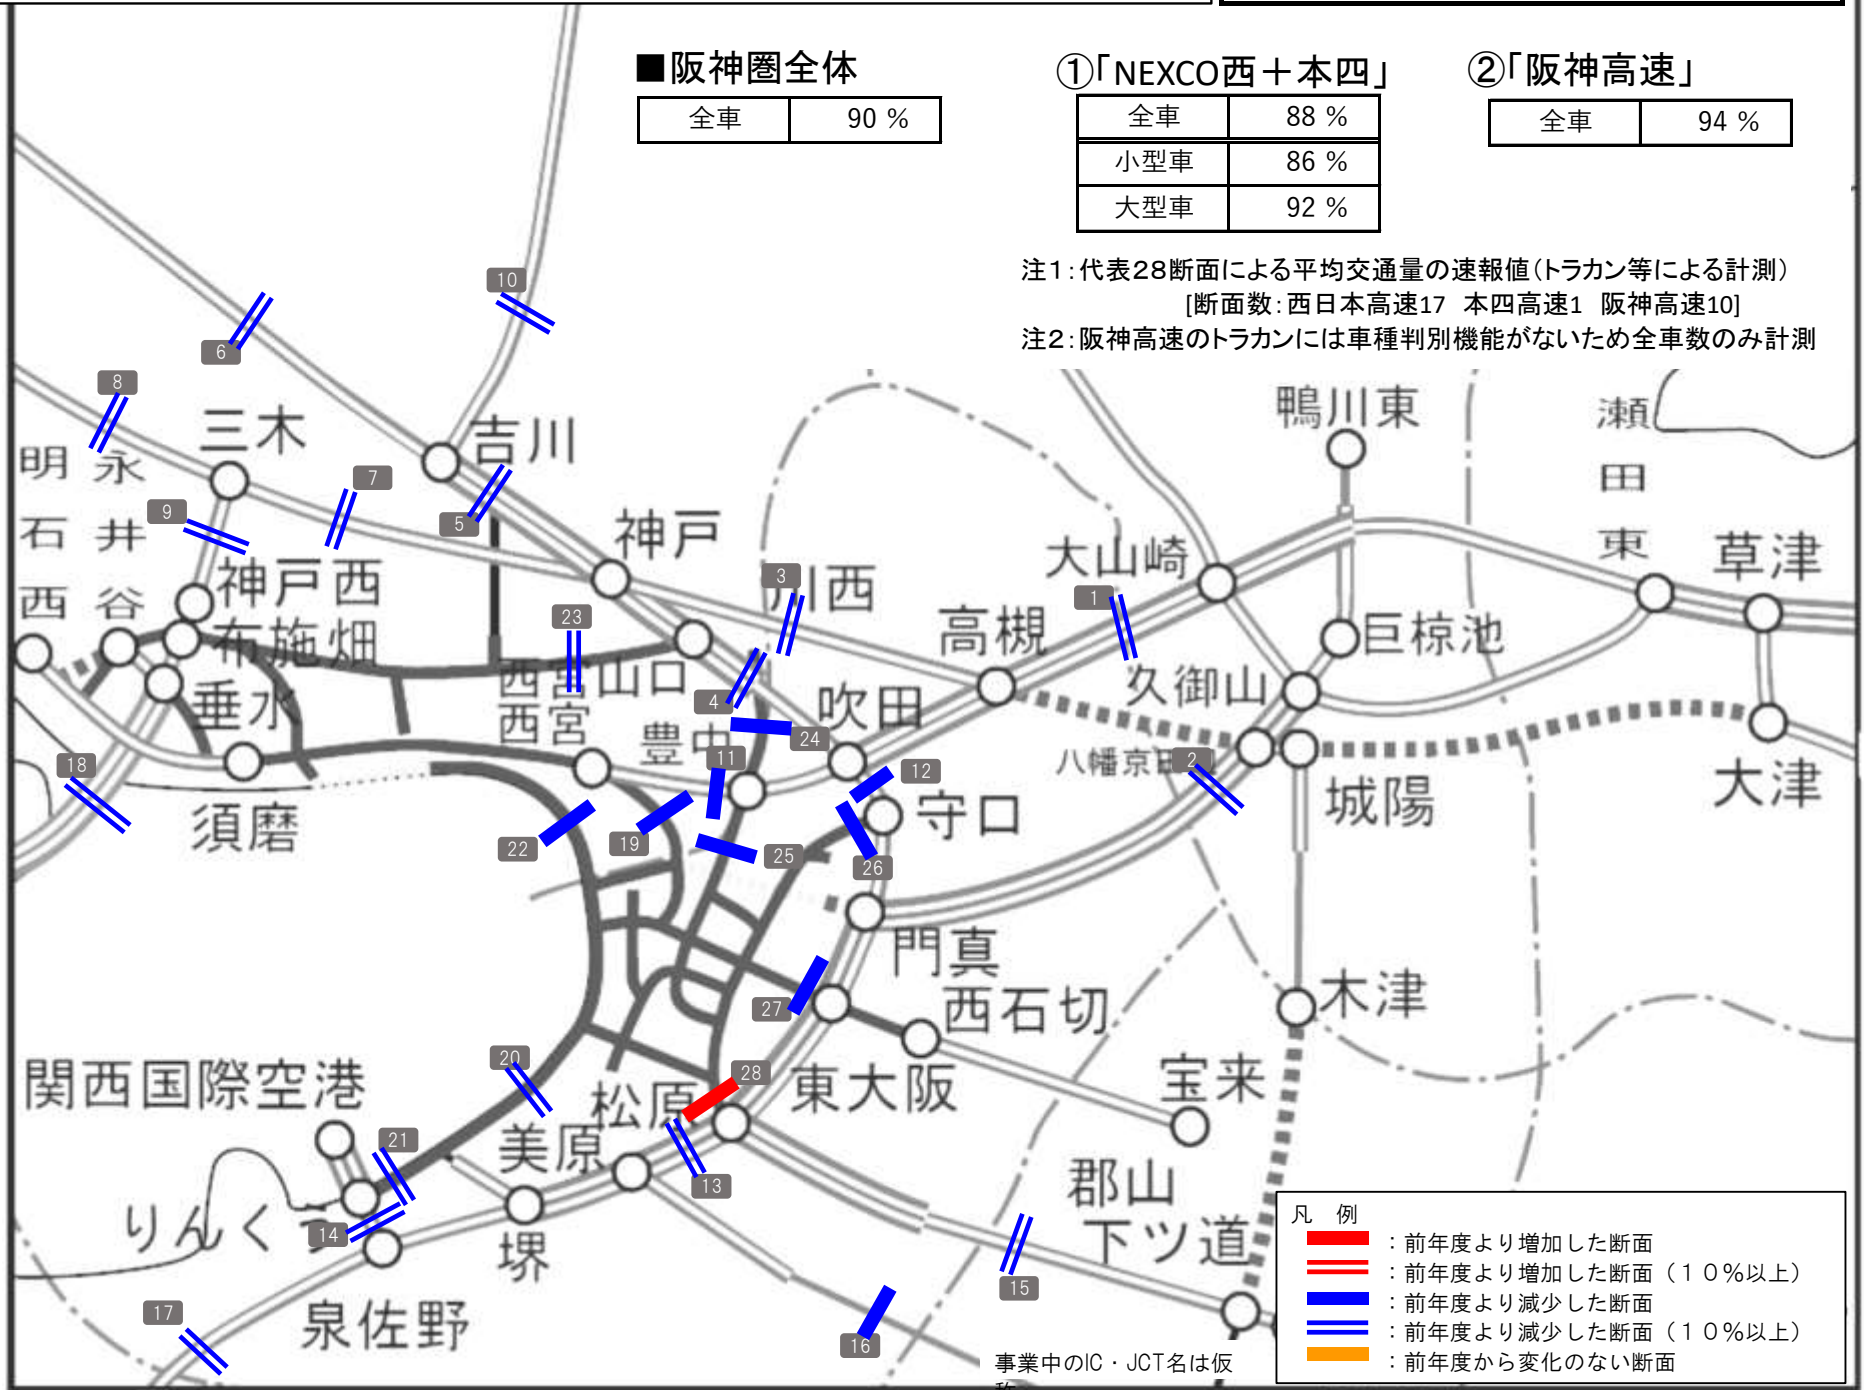 ■阪神圏全体
全車 90 %
①「NEXCO西＋本四」
全車 88 %
小型車 86 %
大型車 92 %
②「阪神高速」
全車 94 %
注1：代表28断面による平均交通量の速報値（トラカン等による計測）
[断面数：西日本高速17 本四高速1 阪神高速10]
注2：阪神高速のトラカンには車種判別機能がないため全車数のみ計測
10
6
8
三木
吉川
鴨川東
瀬田東
明石西
永井谷
7
9
5
神戸
大山崎
草津
神戸西
3
川西
1
23
高槻
巨椋池
布施畑
西宮山口
久御山
垂水
4
吹田
西宮
豊中
24
11
12
八幡京田
2
18
城陽
大津
須磨
22
19
25
守口
26
門真
27
西石切
木津
関西国際空港
20
28
松原
東大阪
宝来
21
美原
13
郡山
りんくう
14
堺
下ツ道
15
17
泉佐野
16
事業中のIC・JCT名は仮
称
凡 例
：前年度より増加した断面
：前年度より増加した断面（１０％以上）
：前年度より減少した断面
：前年度より減少した断面（１０％以上）
：前年度から変化のない断面